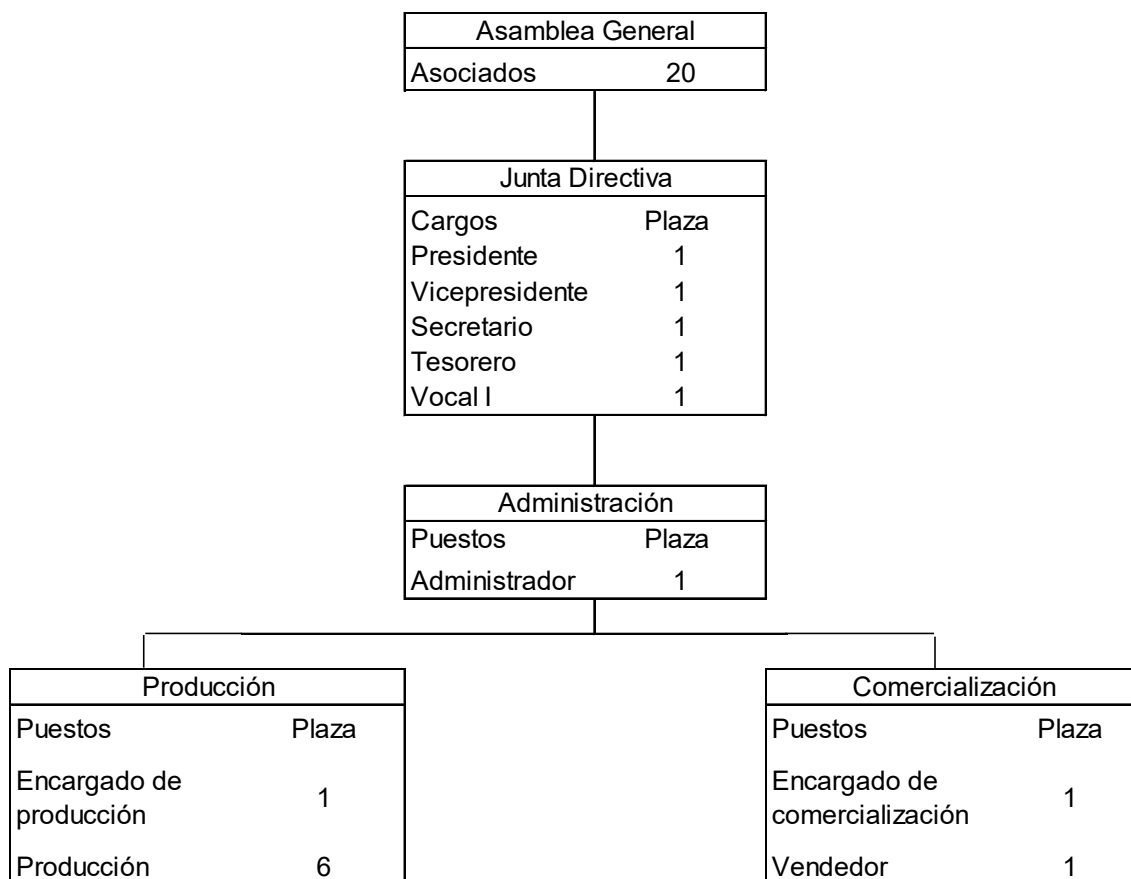 Asamblea General
Asociados 20
Junta Directiva
Cargos Plaza
Presidente 1
Vicepresidente 1
Secretario 1
Tesorero 1
Vocal I 1
Administración
Puestos Plaza
Administrador 1
Producción
Puestos Plaza
Encargado de
producción 1
Producción 6
Comercialización
Puestos Plaza
Encargado de
comercialización 1
Vendedor 1